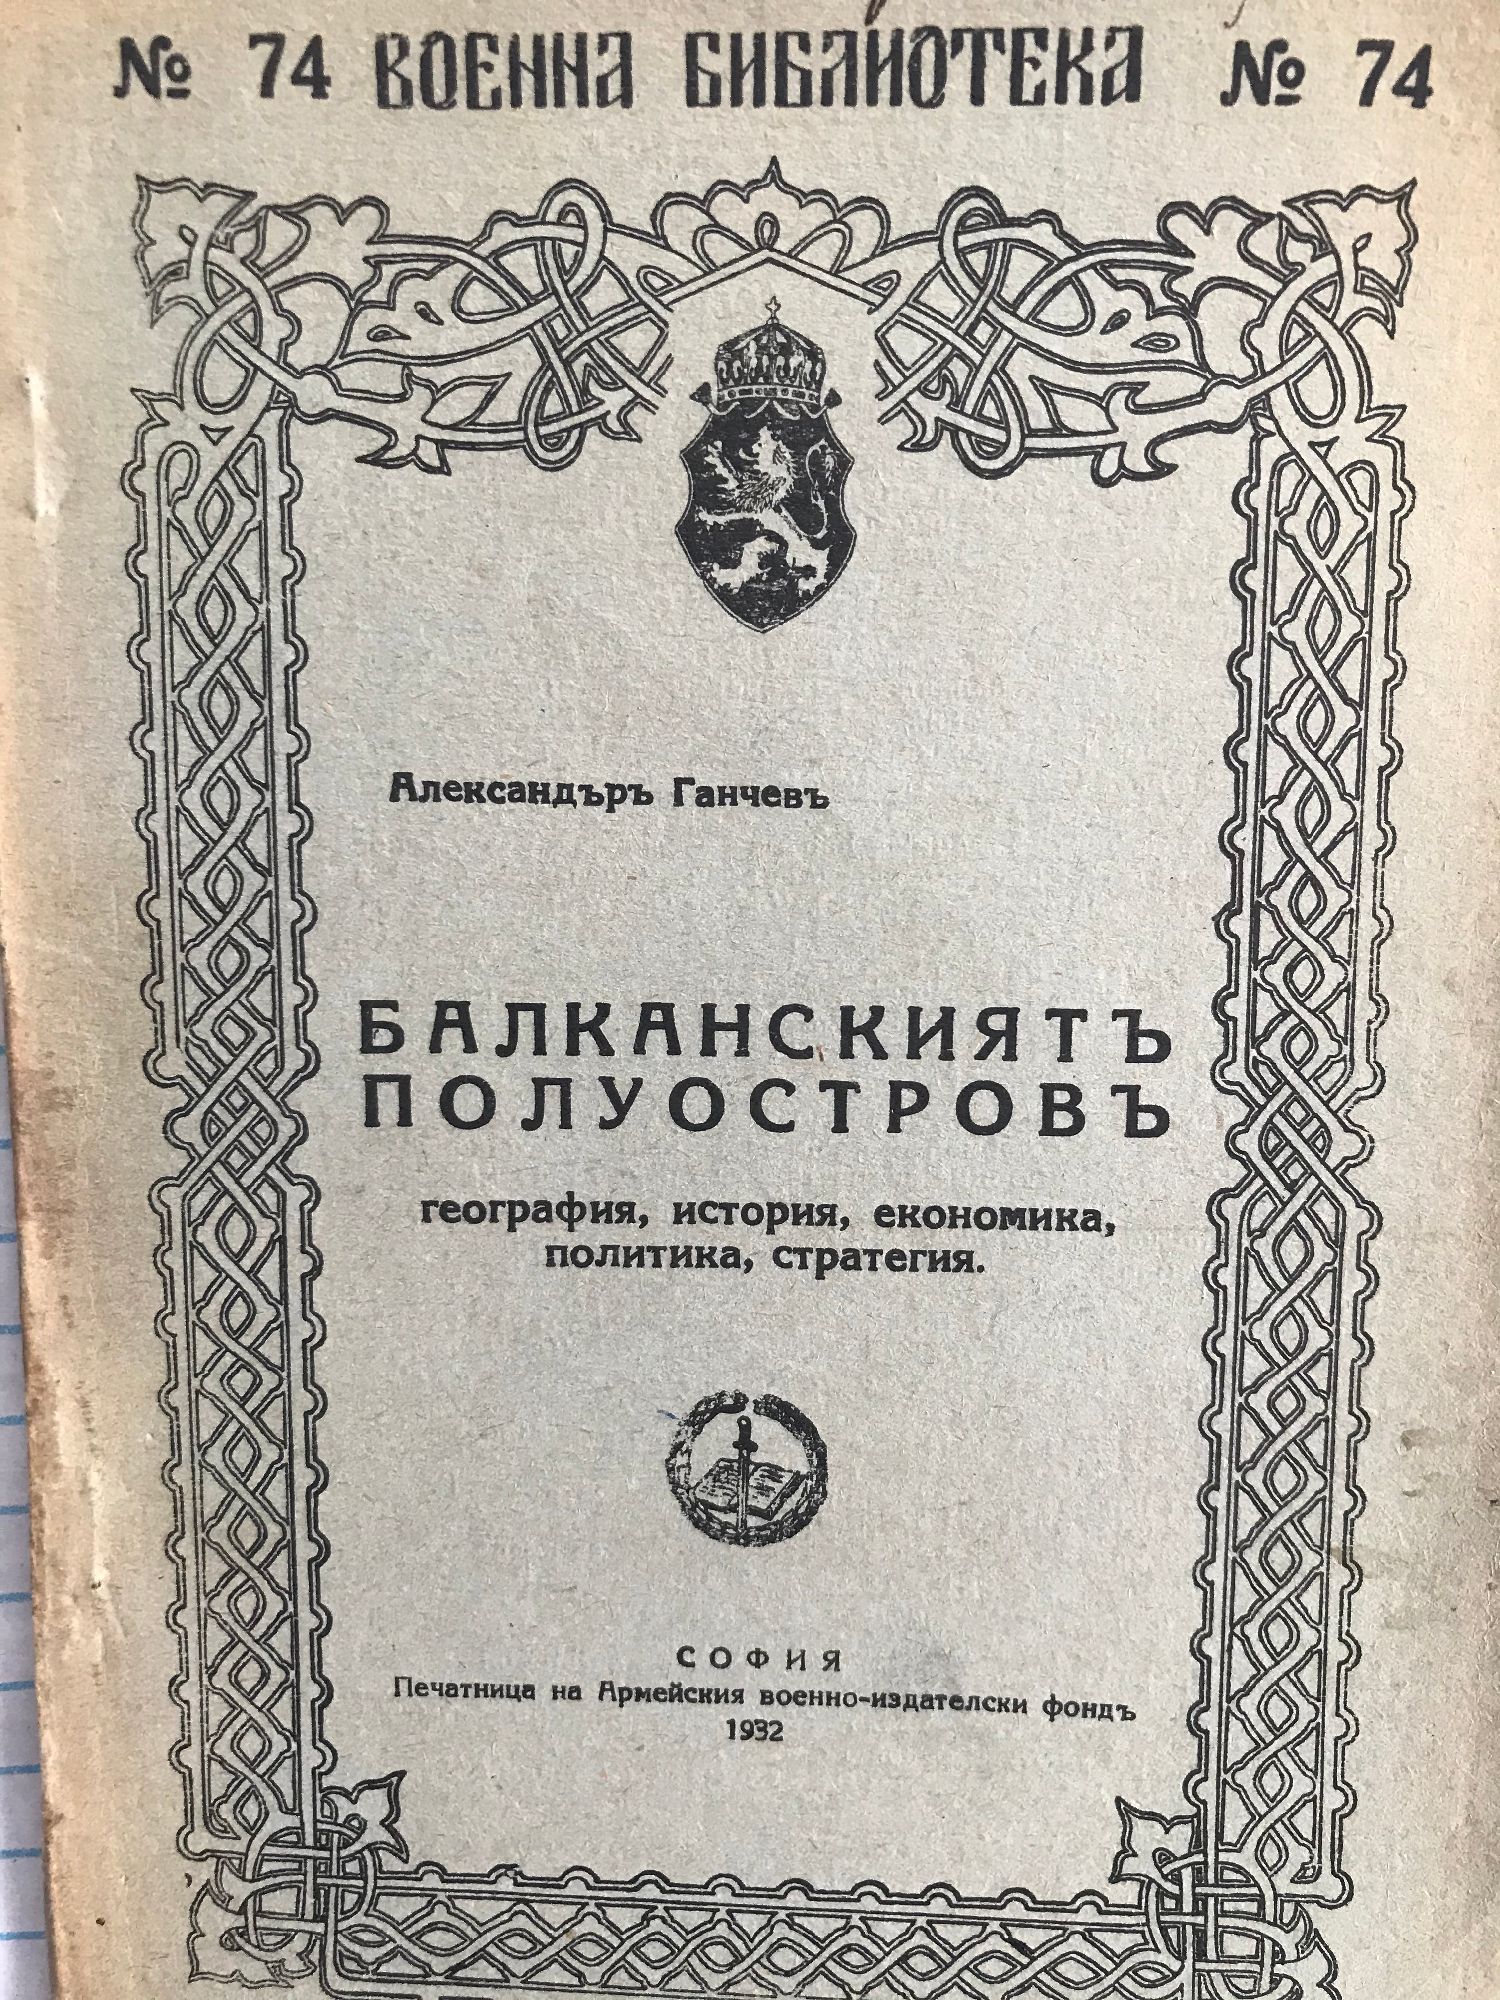 № 74 ВОЕННА БИБЛИОТЕКА № 74
Александъръ Ганчевъ
БАЛКАНСКИЯТЪ
ПОЛУОСТРОВЪ
география, история, економика,
политика, стратегия.
СОФИЯ
Печатница на Армейския военно-издателски фондъ
1932